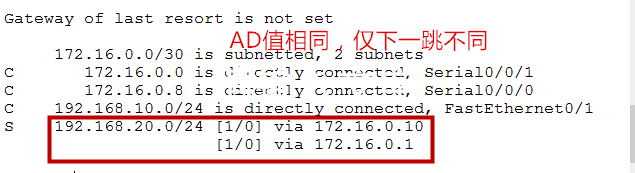 Gateway of last resort is not set
AD值相同，仅下一跳不同
172.16.0.0/30 is subnetted, 2 subnets
C 172.16.0.0 is directly connected, Serial0/0/1
C 172.16.0.8 is directly connected, Serial0/0/0
C 192.168.10.0/24 is directly connected, FastEthernet0/1
S 192.168.20.0/24 [1/0] via 172.16.0.10
[1/0] via 172.16.0.1